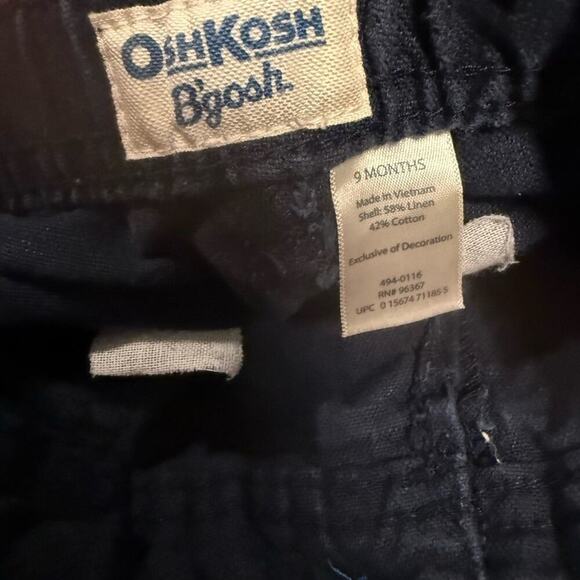 OshKosh
B'gosh.
9 MONTHS
Made in Vietnam
Shell: 58% Linen
42% Cotton
Exclusive of Decoration
494-0116
RN# 96367
UPC 0 15674 71185 5